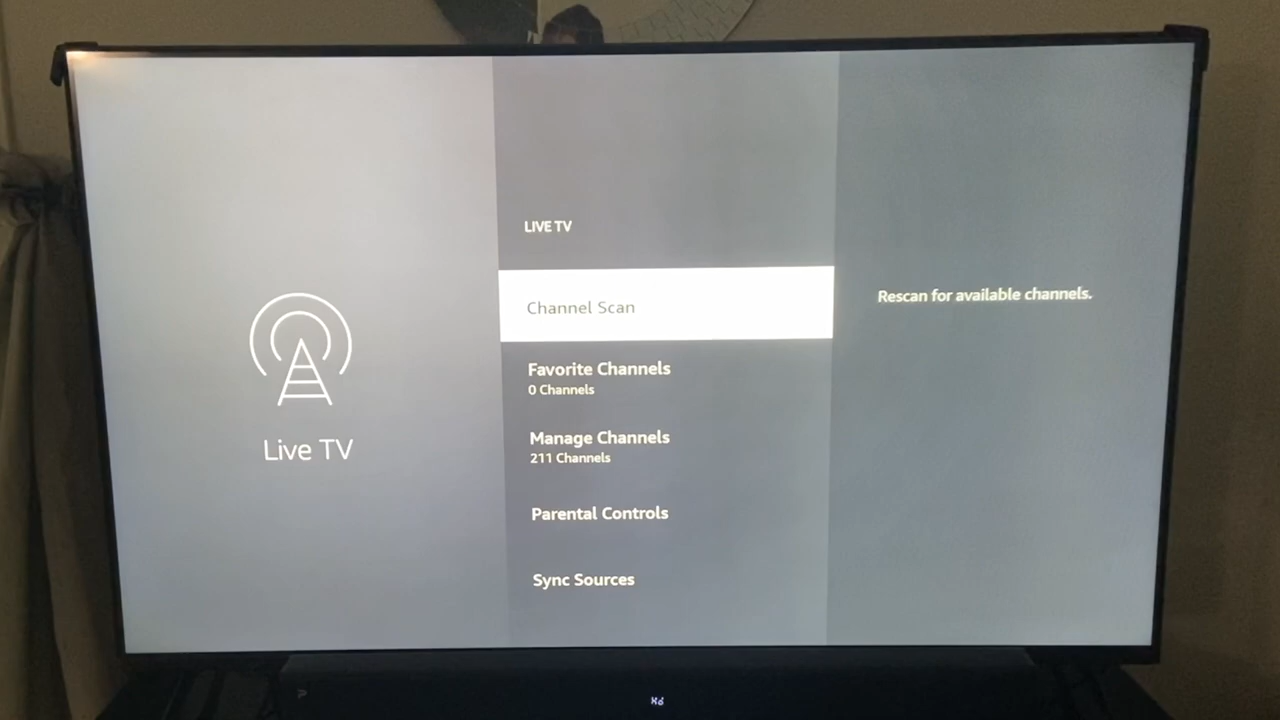 LIVE TV
Channel Scan
Rescan for available channels.
Favorite Channels
0 Channels
Manage Channels
211 Channels
Live TV
Parental Controls
Sync Sources